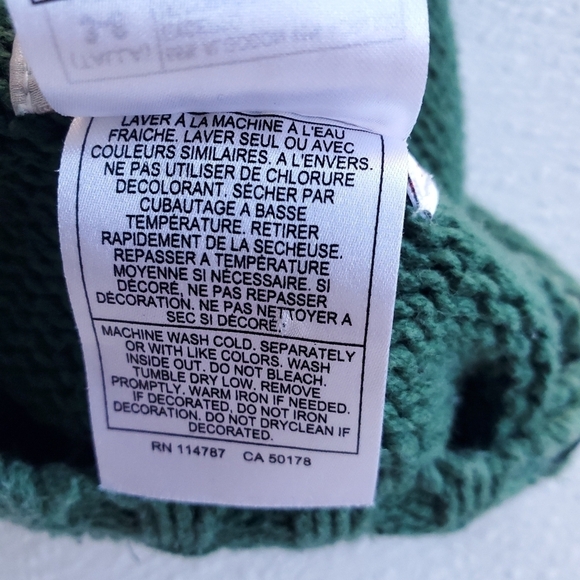 LAVER À LA MACHINE À L'EAU
FRAICHE. LAVER SEUL OU AVEC
COULEURS SIMILAIRES. A L'ENVERS.
NE PAS UTILISER DE CHLORURE
DECOLORANT. SÉCHER PAR
CUBAUTAGE A BASSE
TEMPÉRATURE. RETIRER
RAPIDEMENT DE LA SECHEUSE.
REPASSER A TEMPÉRATURE
MOYENNE SI NÉCESSAIRE. SI
DÉCORÉ, NE PAS REPASSER
DÉCORATION. NE PAS NETTOYER A
SEC SI DÉCORÉ.
MACHINE WASH COLD. SEPARATELY
OR WITH LIKE COLORS. WASH
INSIDE OUT. DO NOT BLEACH.
TUMBLE DRY LOW. REMOVE
PROMPTLY. WARM IRON IF NEEDED.
IF DECORATED, DO NOT IRON
DECORATION. DO NOT DRYCLEAN IF
DECORATED.
RN 114787 CA 50178